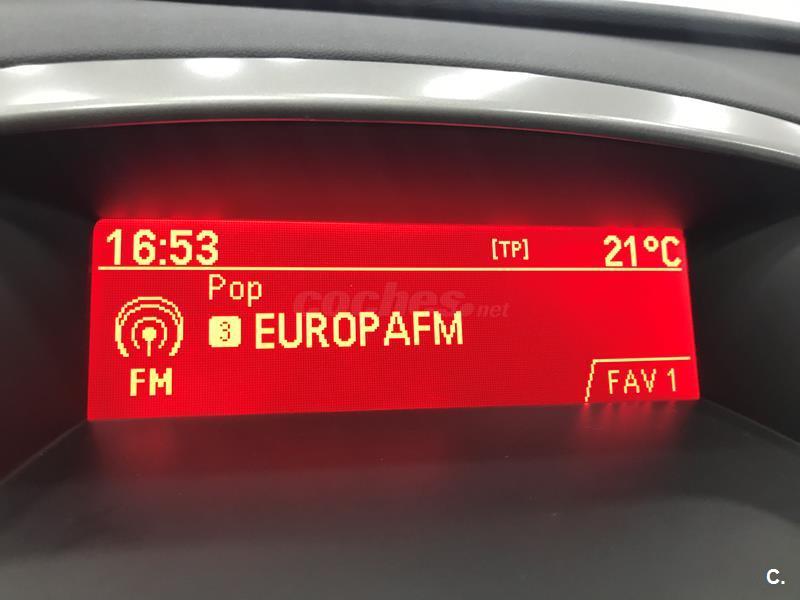 16:53 [TP] 21°C
Pop
coches.net
3 EUROPAFM
FM
FAV 1
C.